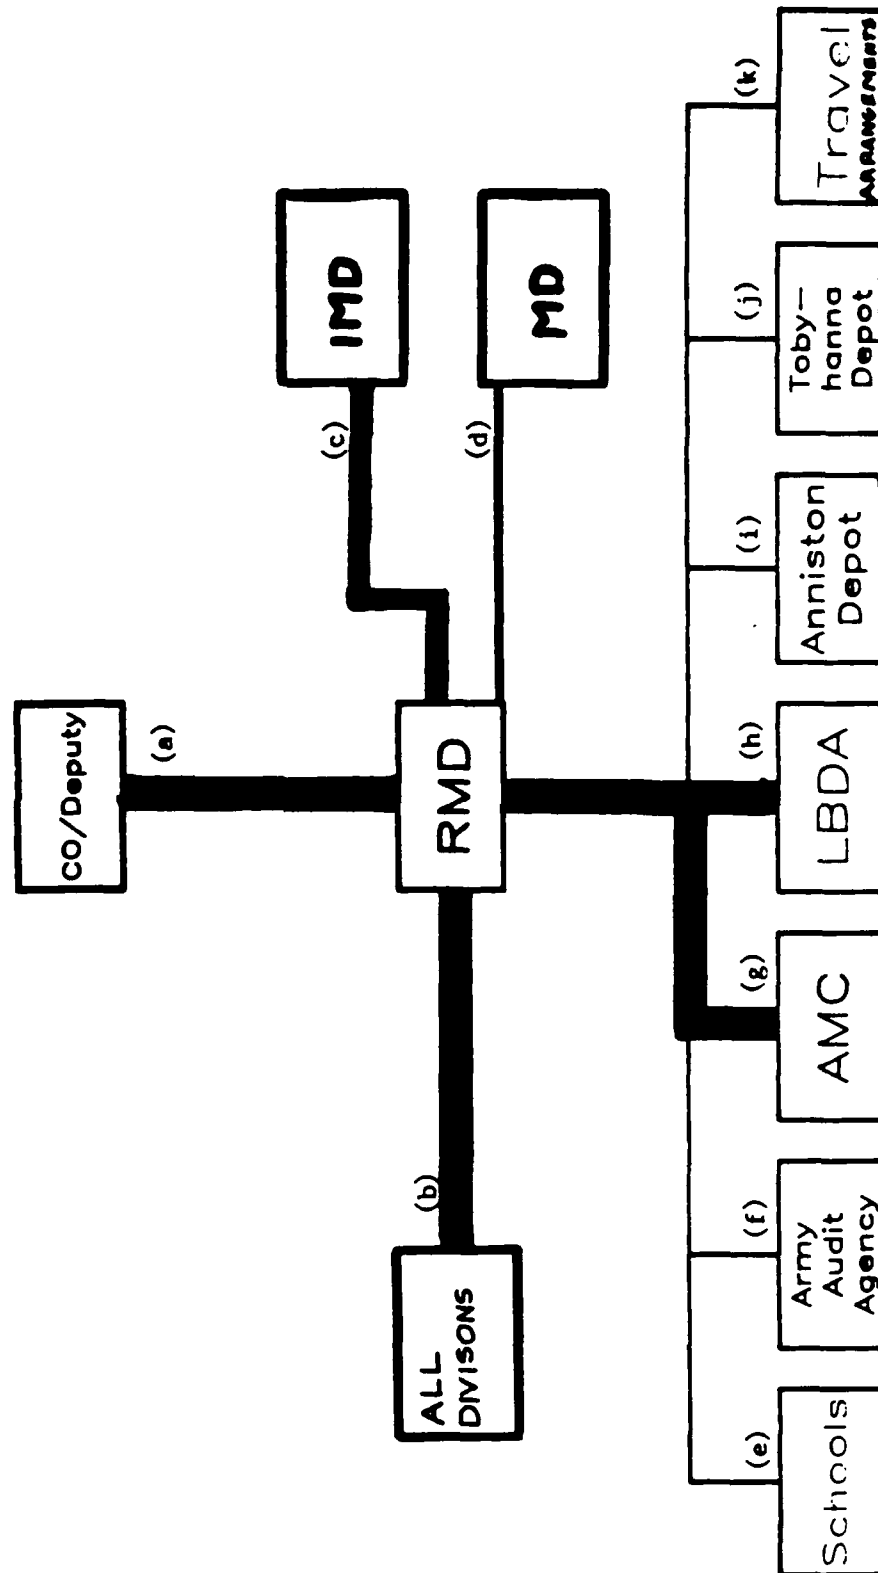 CO/Deputy
(a)
IMD
(c)
(b)
RMD
(d)
MD
ALL
DIVISONS
(e)
(f)
(g)
(h)
(i)
(j)
(k)
Schools
Army
Audit
Agency
AMC
LBDA
Anniston
Depot
Toby-
hanna
Depot
Travel
ARRANGEMENTS